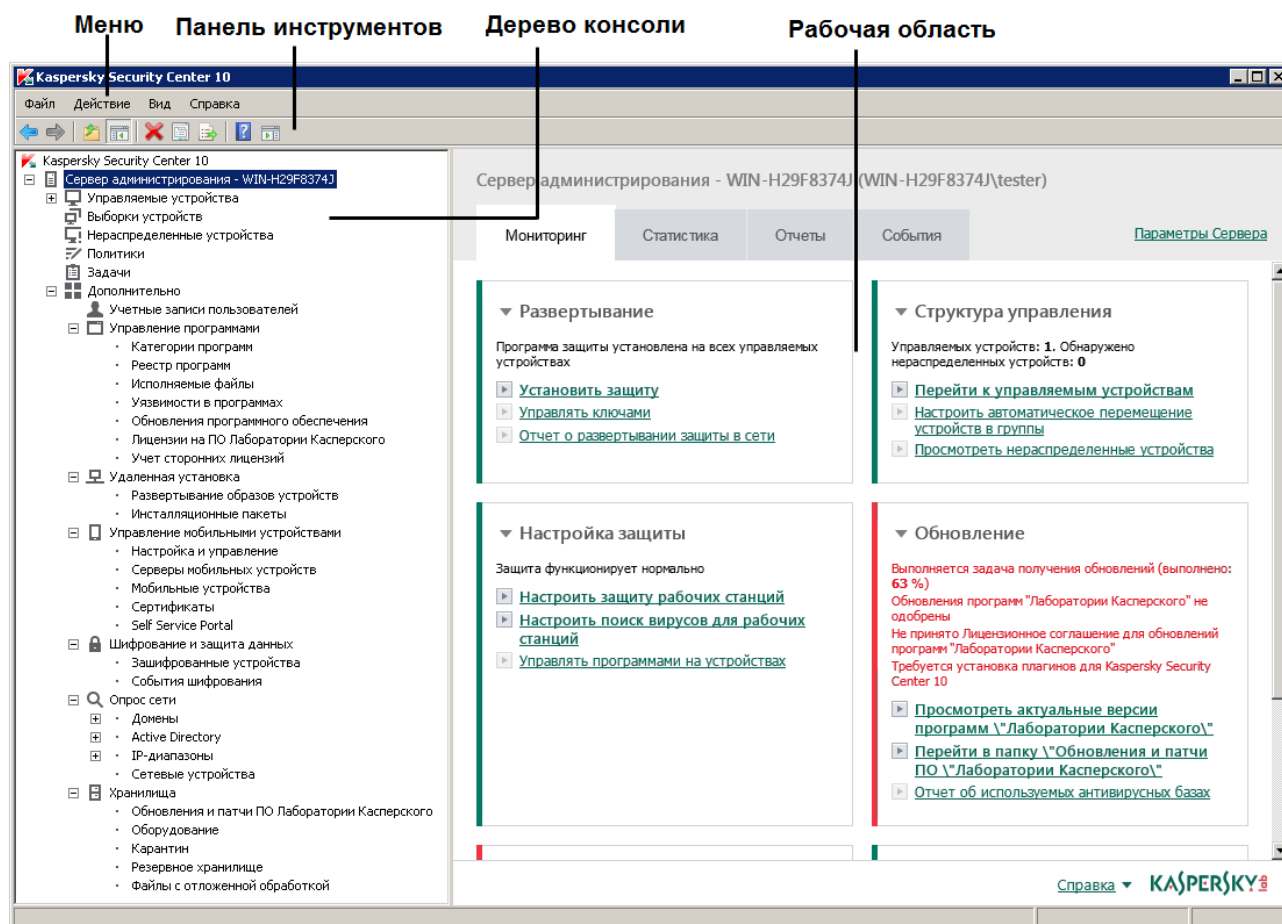 Меню
Панель инструментов
Дерево консоли
Рабочая область
Kaspersky Security Center 10
Файл Действие Вид Справка
Kaspersky Security Center 10
Сервер администрирования - WIN-H29F8374J
Управляемые устройства
Выборки устройств
Нераспределенные устройства
Политики
Задачи
Дополнительно
Учетные записи пользователей
Управление программами
Категории программ
Реестр программ
Исполняемые файлы
Уязвимости в программах
Обновления программного обеспечения
Лицензии на ПО Лаборатории Касперского
Учет сторонних лицензий
Удаленная установка
Развертывание образов устройств
Инсталляционные пакеты
Управление мобильными устройствами
Настройка и управление
Серверы мобильных устройств
Мобильные устройства
Сертификаты
Self Service Portal
Шифрование и защита данных
Зашифрованные устройства
События шифрования
Опрос сети
Домены
Active Directory
IP-диапазоны
Сетевые устройства
Хранилища
Обновления и патчи ПО Лаборатории Касперского
Оборудование
Карантин
Резервное хранилище
Файлы с отложенной обработкой
Сервер администрирования - WIN-H29F8374J (WIN-H29F8374J\tester)
Мониторинг Статистика Отчеты События Параметры Сервера
Развертывание
Программа защиты установлена на всех управляемых
устройствах
Установить защиту
Управлять ключами
Отчет о развертывании защиты в сети
Структура управления
Управляемых устройств: 1. Обнаружено
нераспределенных устройств: 0
Перейти к управляемым устройствам
Настроить автоматическое перемещение
устройств в группы
Просмотреть нераспределенные устройства
Настройка защиты
Защита функционирует нормально
Настроить защиту рабочих станций
Настроить поиск вирусов для рабочих
станций
Управлять программами на устройствах
Обновление
Выполняется задача получения обновлений (выполнено:
63 %)
Обновления программ "Лаборатории Касперского" не
одобрены
Не принято Лицензионное соглашение для обновлений
программ "Лаборатории Касперского"
Требуется установка плагинов для Kaspersky Security
Center 10
Просмотреть актуальные версии
программ \"Лаборатории Касперского\"
Перейти в папку \"Обновления и патчи
ПО \"Лаборатории Касперского\"
Отчет об используемых антивирусных базах
Справка
KASPERSKY lab